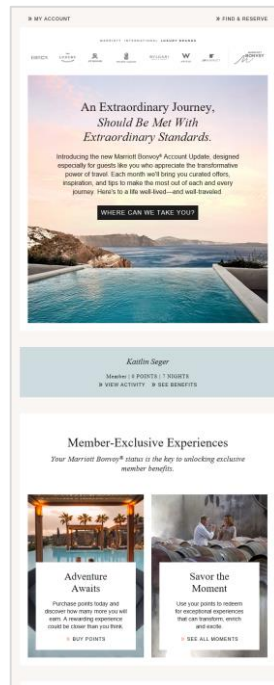 MY ACCOUNT
FIND & RESERVE
MARRIOTT INTERNATIONAL LUXURY BRANDS
EDITION
THE LUXURY COLLECTION
BVLGARI
W
MARRIOTT BONVOY
An Extraordinary Journey,
Should Be Met With
Extraordinary Standards.
Introducing the new Marriott Bonvoy® Account Update, designed
especially for guests like you who appreciate the transformative
power of travel. Each month we'll bring you curated offers,
inspiration, and tips to make the most out of each and every
journey. Here's to a life well-lived—and well-traveled.
WHERE CAN WE TAKE YOU?
Kaitlin Seger
Member | 0 POINTS | 7 NIGHTS
VIEW ACTIVITY SEE BENEFITS
Member-Exclusive Experiences
Your Marriott Bonvoy® status is the key to unlocking exclusive
member benefits.
Adventure
Awaits
Purchase points today and
discover how many more you will
earn. A rewarding experience
could be closer than you think.
BUY POINTS
Savor the
Moment
Use your points to redeem
for exceptional experiences
that can transform, enrich
and excite.
SEE ALL MOMENTS